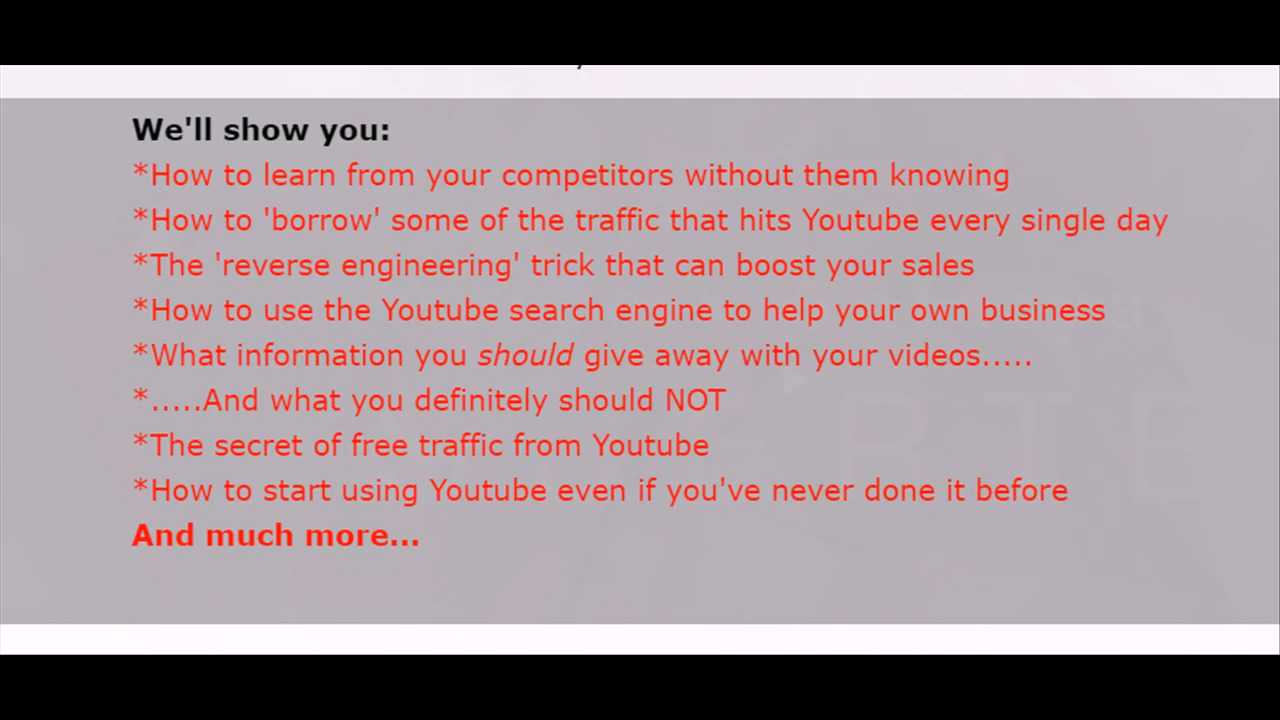 We'll show you:
*How to learn from your competitors without them knowing
*How to 'borrow' some of the traffic that hits Youtube every single day
*The 'reverse engineering' trick that can boost your sales
*How to use the Youtube search engine to help your own business
*What information you should give away with your videos.....
*.....And what you definitely should NOT
*The secret of free traffic from Youtube
*How to start using Youtube even if you've never done it before
And much more...